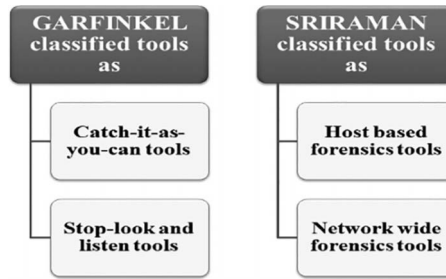 GARFINKEL
classified tools
as
Catch-it-as-
you-can tools
Stop-look and
listen tools
SRIRAMAN
classified tools
as
Host based
forensics tools
Network wide
forensics tools